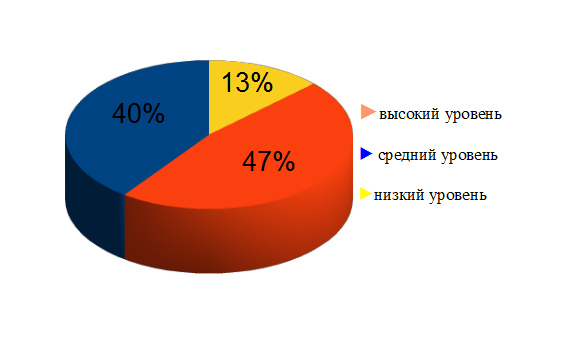 13%
40%
47%
высокий уровень
средний уровень
низкий уровень